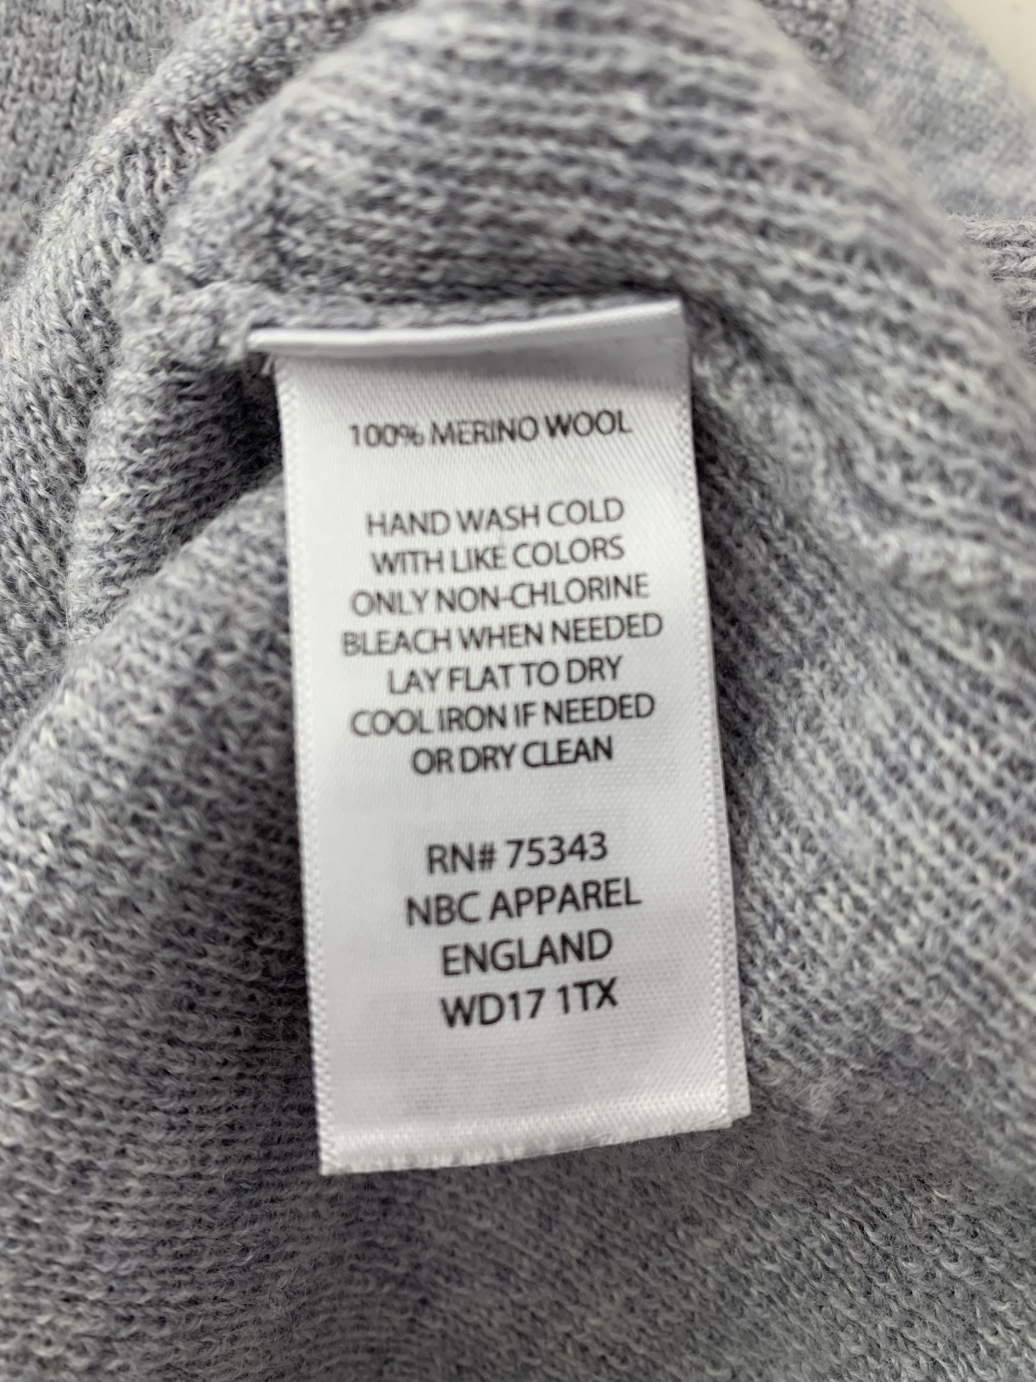 100% MERINO WOOL
HAND WASH COLD
WITH LIKE COLORS
ONLY NON-CHLORINE
BLEACH WHEN NEEDED
LAY FLAT TO DRY
COOL IRON IF NEEDED
OR DRY CLEAN
RN# 75343
NBC APPAREL
ENGLAND
WD17 1TX